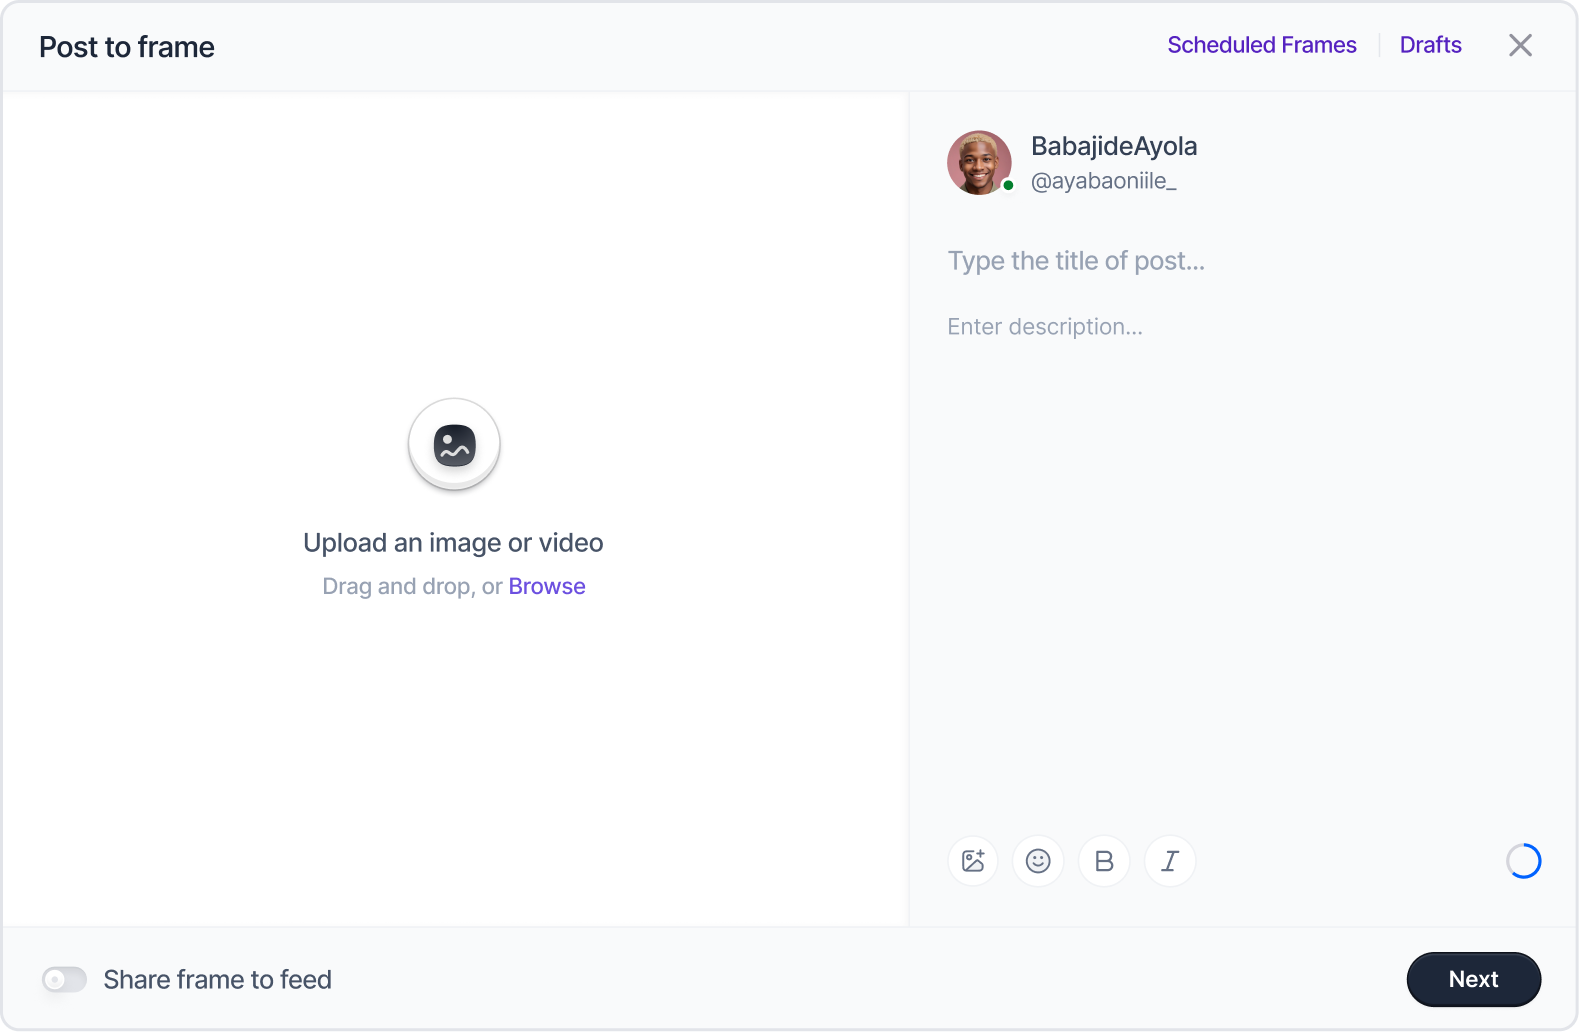 Post to frame
Scheduled Frames
Drafts
BabajideAyola
@ayabaoniile_
Type the title of post...
Enter description...
Upload an image or video
Drag and drop, or Browse
B
I
Share frame to feed
Next